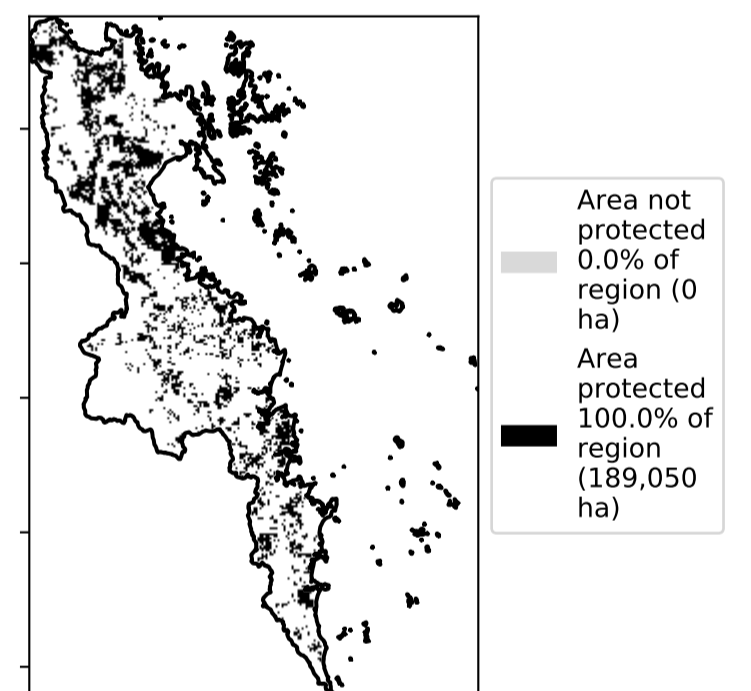 Area not
protected
0.0% of
region (0
ha)
Area
protected
100.0% of
region
(189,050
ha)